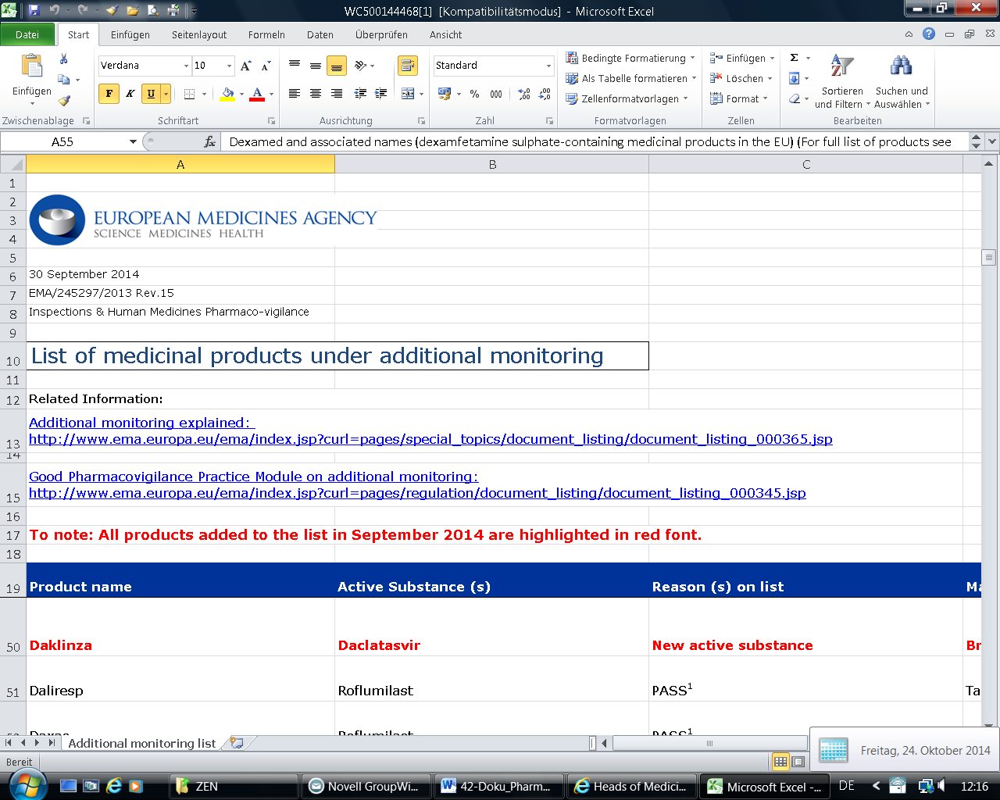 WC500144468[1] [Kompatibilitätsmodus] - Microsoft Excel
Datei Start Einfügen Seitenlayout Formeln Daten Überprüfen Ansicht
Einfügen
Zwischenablage
Verdana 10
F K U
Schriftart
Ausrichtung
Standard
% 000
Zahl
Bedingte Formatierung
Als Tabelle formatieren
Zellenformatvorlagen
Formatvorlagen
Einfügen
Löschen
Format
Zellen
Sortieren und Filtern
Suchen und Auswählen
Bearbeiten
A55 fx Dexamed and associated names (dexamfetamine sulphate-containing medicinal products in the EU) (For full list of products see
A B C
1
2
EUROPEAN MEDICINES AGENCY
3
SCIENCE MEDICINES HEALTH
4
5
6 30 September 2014
7 EMA/245297/2013 Rev.15
8 Inspections & Human Medicines Pharmaco-vigilance
9
10 List of medicinal products under additional monitoring
11
12 Related Information:
Additional monitoring explained:
13 http://www.ema.europa.eu/ema/index.jsp?curl=pages/special_topics/document_listing/document_listing_000365.jsp
14
Good Pharmacovigilance Practice Module on additional monitoring:
15 http://www.ema.europa.eu/ema/index.jsp?curl=pages/regulation/document_listing/document_listing_000345.jsp
16
17 To note: All products added to the list in September 2014 are highlighted in red font.
18
19 Product name Active Substance (s) Reason (s) on list Ma
50 Daklinza Daclatasvir New active substance Br
51 Daliresp Roflumilast PASS1 Ta
Roflumilast PASS1
Additional monitoring list
Bereit
Freitag, 24. Oktober 2014
ZEN Novell GroupWi... 42-Doku_Pharm... Heads of Medici... Microsoft Excel -... DE 12:16